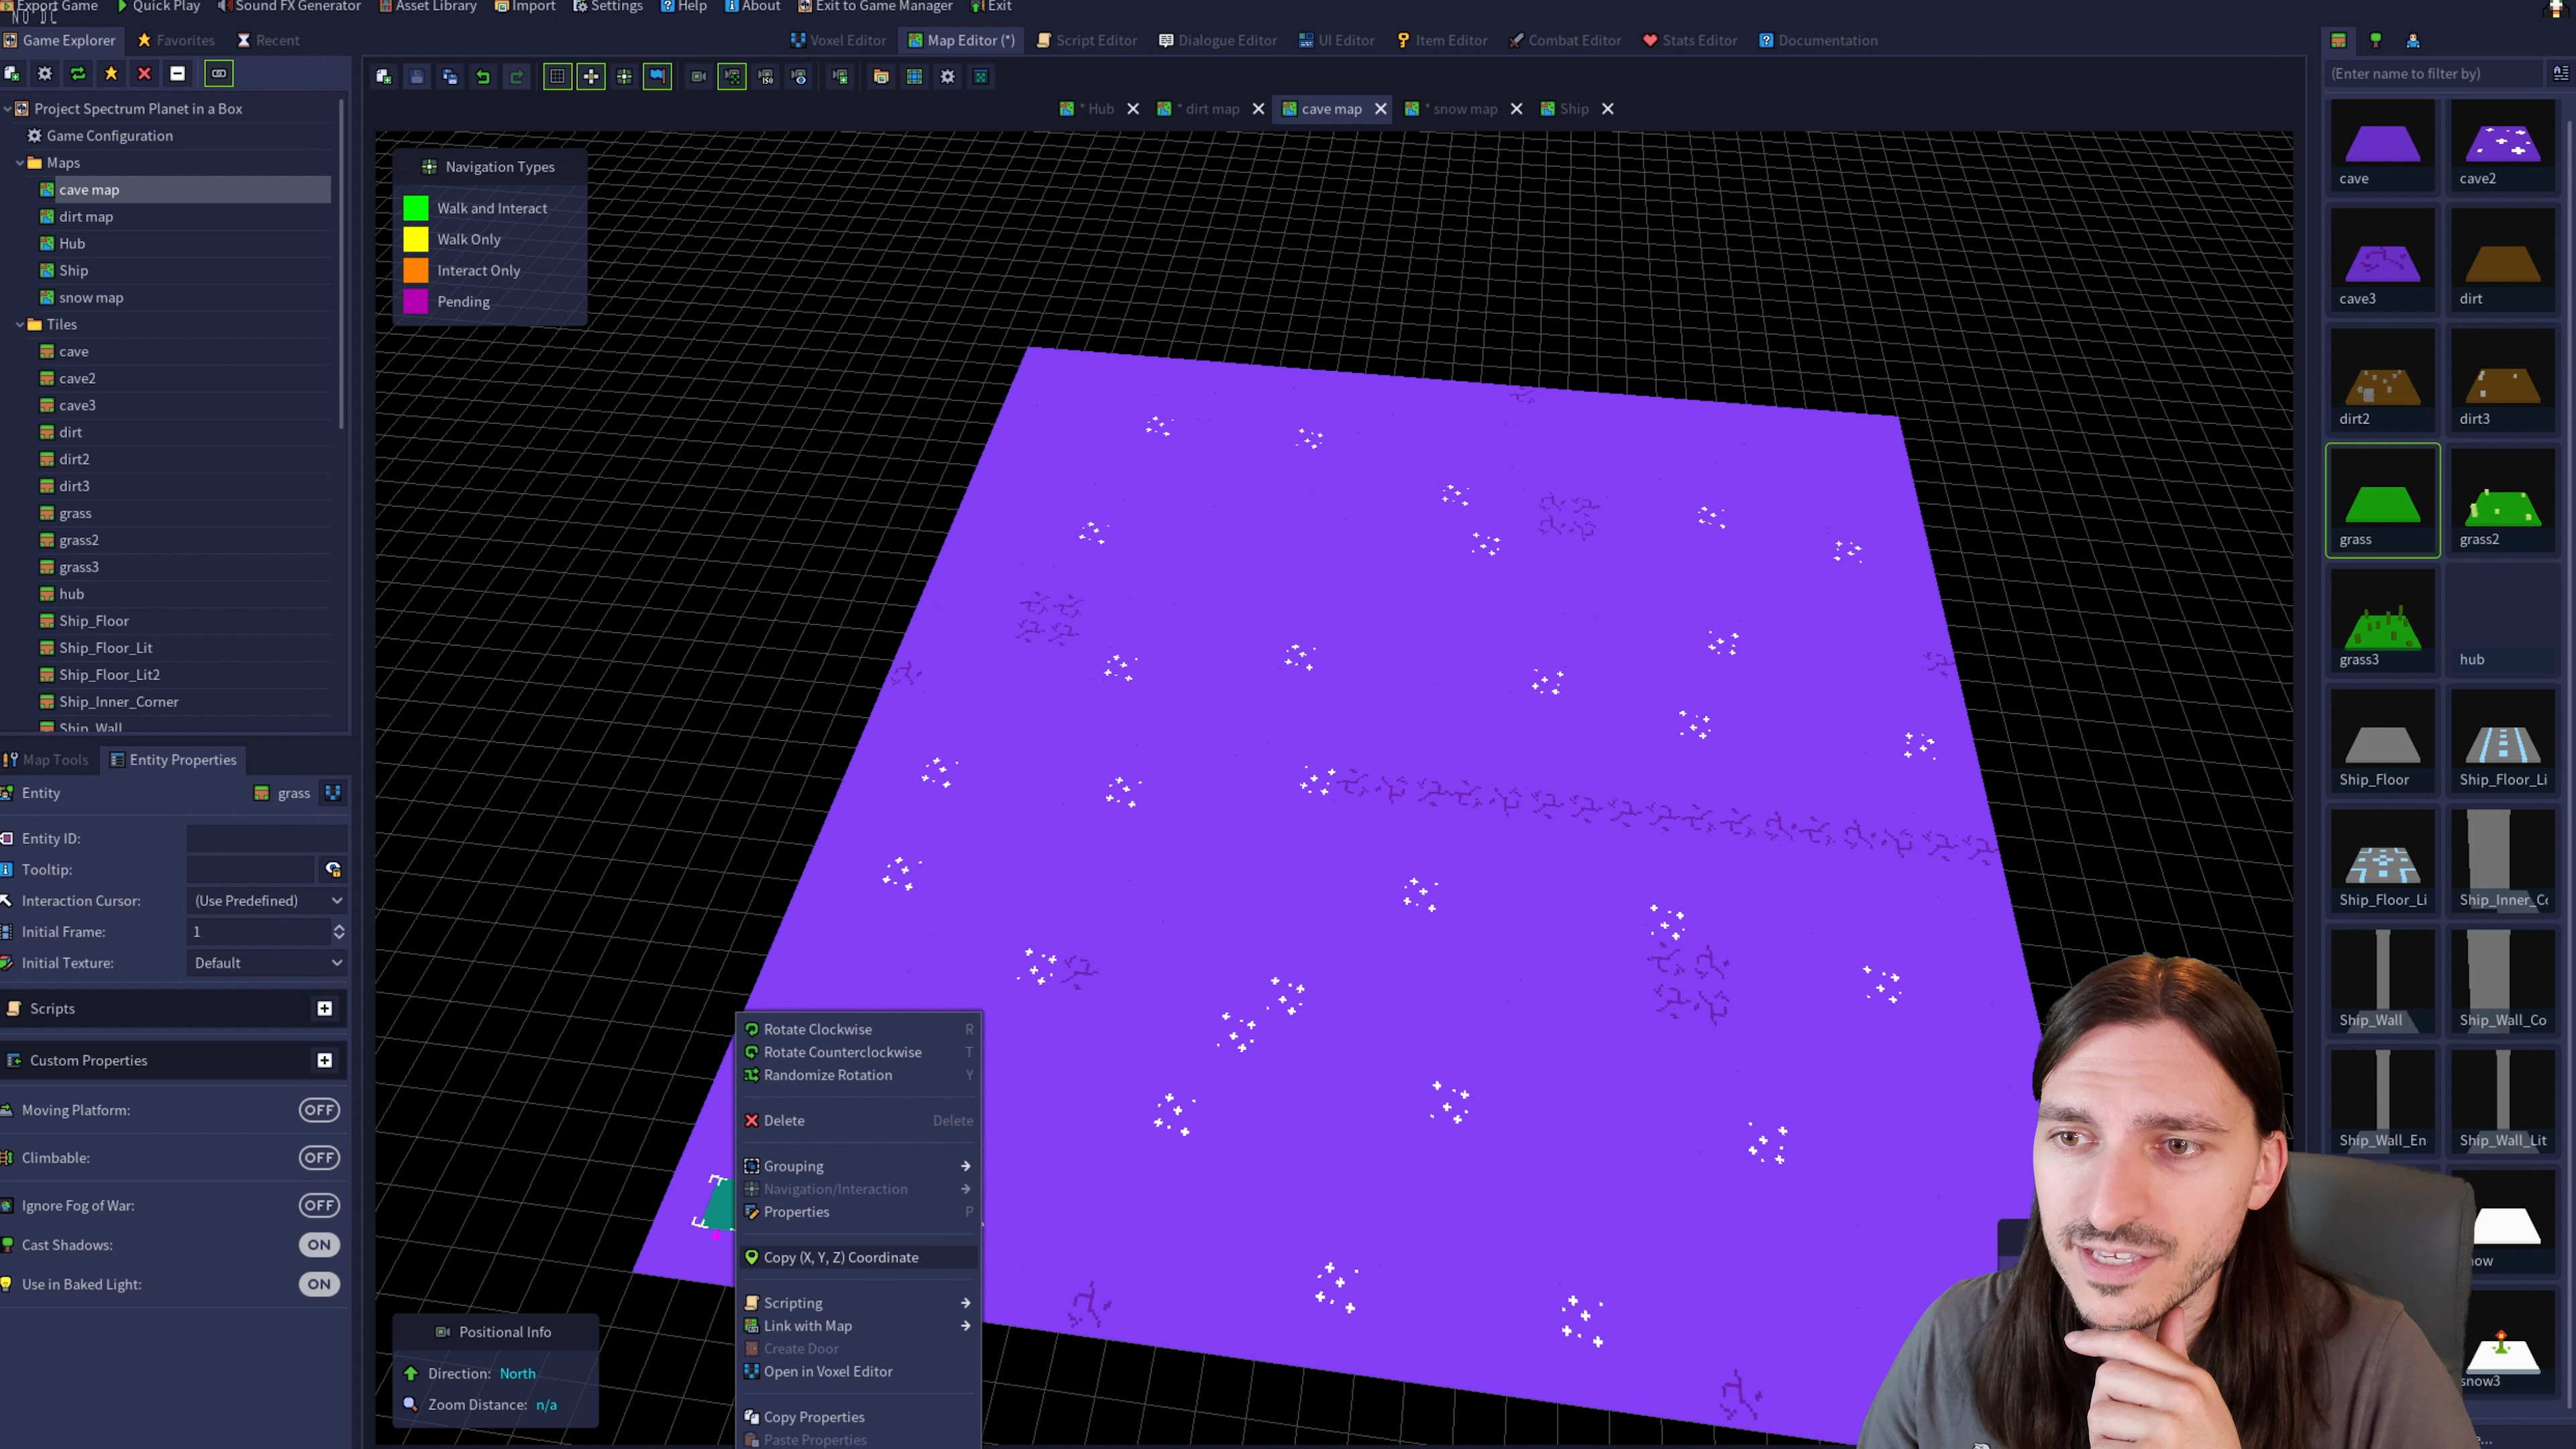 Export Game
Quick Play
Sound FX Generator
Asset Library
Import
Settings
Help
About
Exit to Game Manager
Exit
Game Explorer
Favorites
Recent
Voxel Editor
Map Editor (*)
Script Editor
Dialogue Editor
UI Editor
Item Editor
Combat Editor
Stats Editor
Documentation
(Enter name to filter by)
* Hub
* dirt map
cave map
* snow map
Ship
Project Spectrum Planet in a Box
Game Configuration
Maps
cave map
dirt map
Hub
Ship
snow map
Tiles
cave
cave2
cave3
dirt
dirt2
dirt3
grass
grass2
grass3
hub
Ship_Floor
Ship_Floor_Lit
Ship_Floor_Lit2
Ship_Inner_Corner
Ship_Wall
Navigation Types
Walk and Interact
Walk Only
Interact Only
Pending
Map Tools
Entity Properties
Entity
grass
Entity ID:
Tooltip:
Interaction Cursor:
(Use Predefined)
Initial Frame:
1
Initial Texture:
Default
Scripts
Custom Properties
Moving Platform:
OFF
Climbable:
OFF
Ignore Fog of War:
OFF
Cast Shadows:
ON
Use in Baked Light:
ON
Rotate Clockwise R
Rotate Counterclockwise T
Randomize Rotation Y
Delete Delete
Grouping
Navigation/Interaction
Properties P
Copy (X, Y, Z) Coordinate
Scripting
Link with Map
Create Door
Open in Voxel Editor
Copy Properties
Paste Properties
Positional Info
Direction: North
Zoom Distance: n/a
cave
cave2
cave3
dirt
dirt2
dirt3
grass
grass2
grass3
hub
Ship_Floor
Ship_Floor_Li
Ship_Floor_Li
Ship_Inner_Co
Ship_Wall
Ship_Wall_Co
Ship_Wall_En
Ship_Wall_Lit
now
snow3